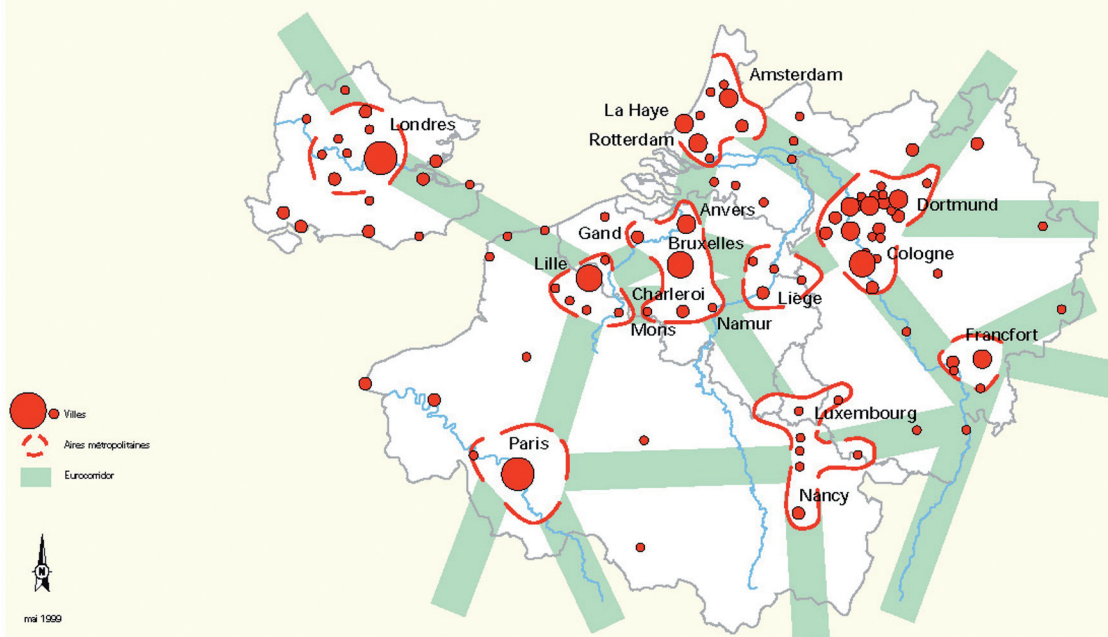 Londres
Amsterdam
La Haye
Rotterdam
Anvers
Gand
Bruxelles
Dortmund
Cologne
Lille
Charleroi
Liège
Mons
Namur
Francfort
Luxembourg
Paris
Nancy
Villes
Aires métropolitaines
Eurocorridor
N
mai 1999